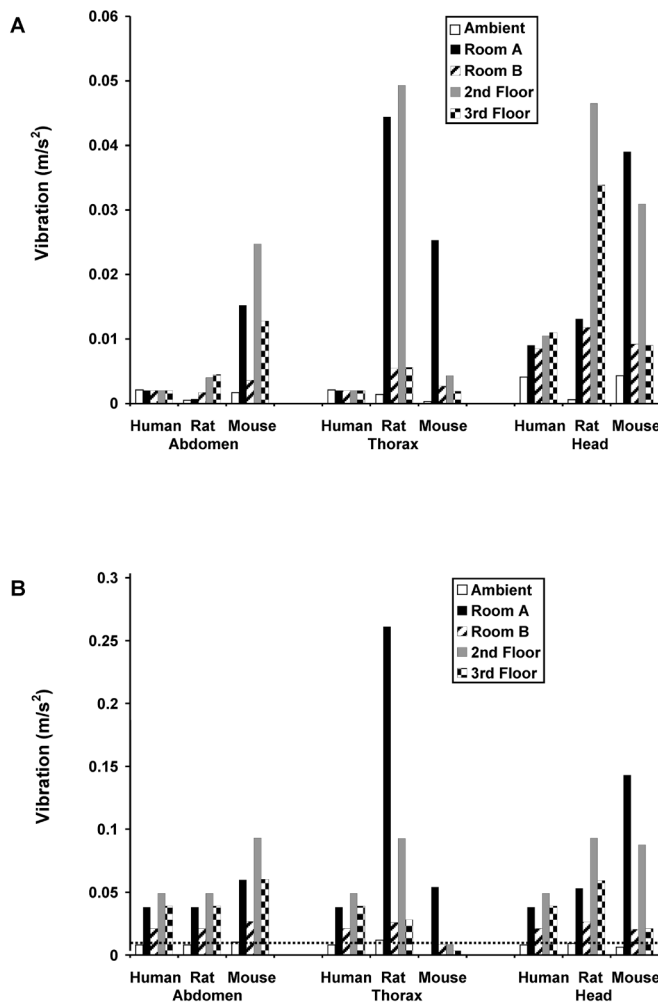 A
0.06
0.05
0.04
0.03
0.02
0.01
0
Vibration (m/s²)
Ambient
Room A
Room B
2nd Floor
3rd Floor
Human Rat Mouse Human Rat Mouse Human Rat Mouse
Abdomen Thorax Head
B
0.3
0.25
0.2
0.15
0.1
0.05
0
Vibration (m/s²)
Ambient
Room A
Room B
2nd Floor
3rd Floor
Human Rat Mouse Human Rat Mouse Human Rat Mouse
Abdomen Thorax Head